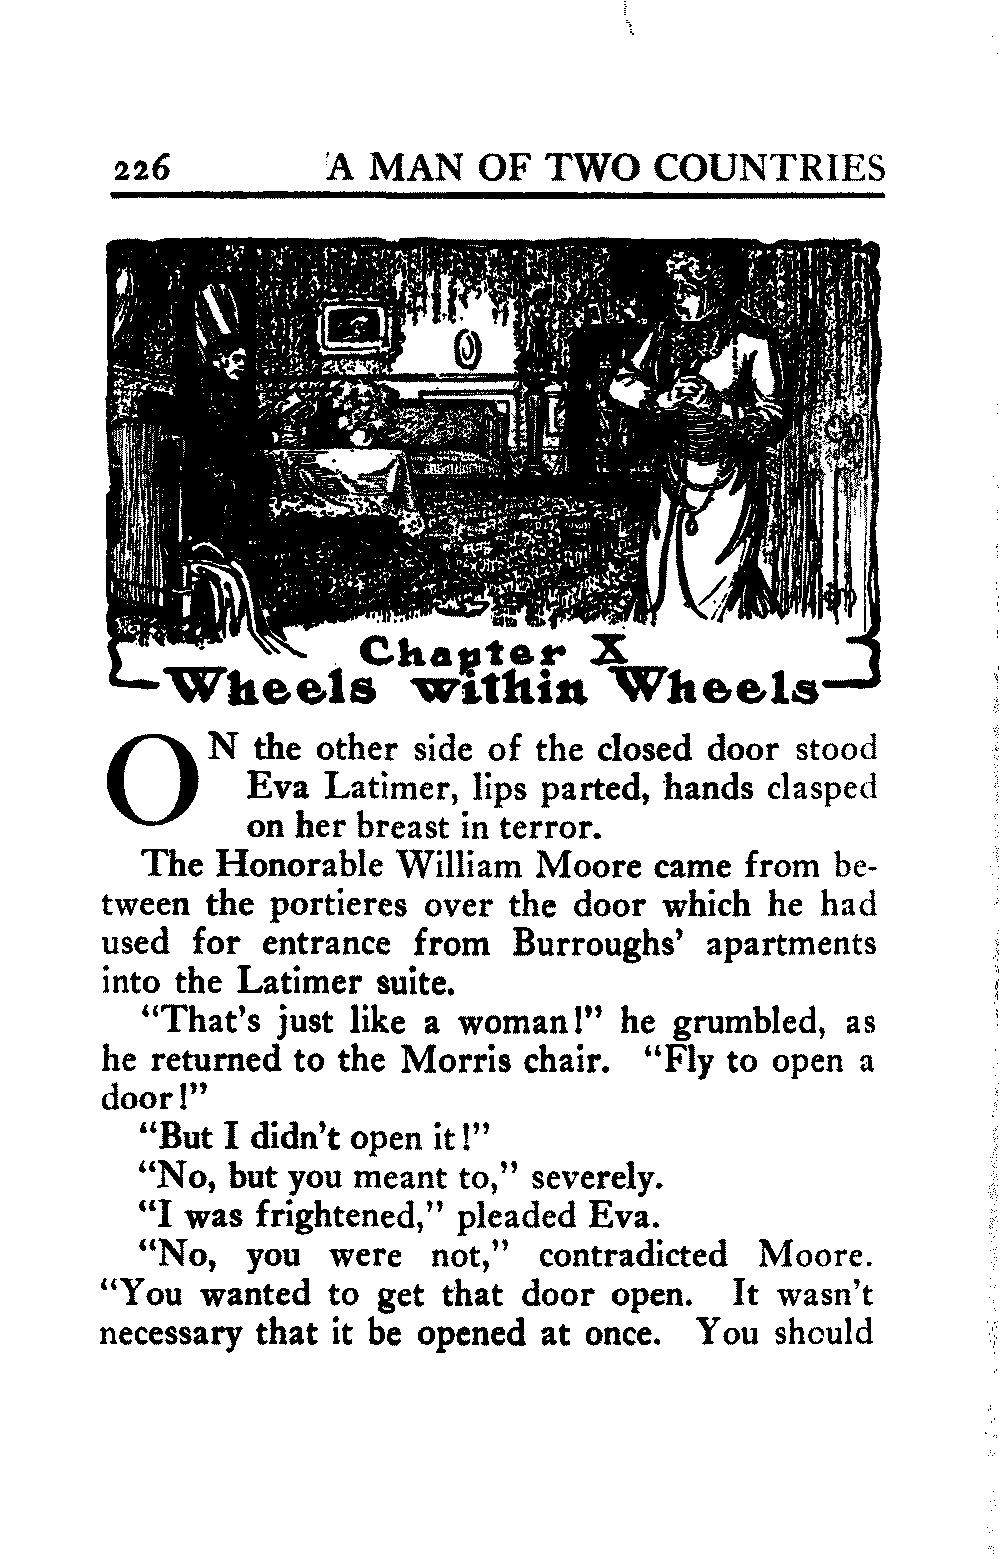 226 A MAN OF TWO COUNTRIES
Chapter X
Wheels within Wheels
ON the other side of the closed door stood
Eva Latimer, lips parted, hands clasped
on her breast in terror.
The Honorable William Moore came from be-
tween the portieres over the door which he had
used for entrance from Burroughs' apartments
into the Latimer suite.
"That's just like a woman!" he grumbled, as
he returned to the Morris chair. "Fly to open a
door!"
"But I didn't open it!"
"No, but you meant to," severely.
"I was frightened," pleaded Eva.
"No, you were not," contradicted Moore.
"You wanted to get that door open. It wasn't
necessary that it be opened at once. You should